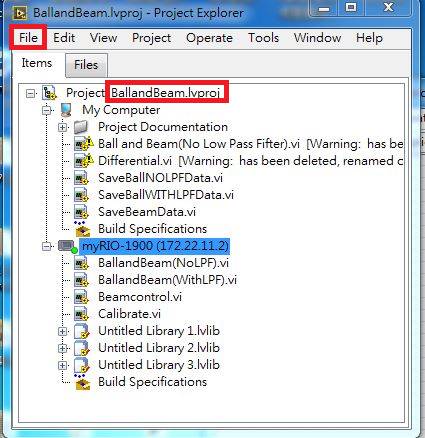 BallandBeam.lvproj - Project Explorer
File Edit View Project Operate Tools Window Help
Items Files
Project: BallandBeam.lvproj
My Computer
Project Documentation
Ball and Beam(No Low Pass Fifter).vi [Warning: has be
Differential.vi [Warning: has been deleted, renamed c
SaveBallNOLPFData.vi
SaveBallWITHLPFData.vi
SaveBeamData.vi
Build Specifications
myRIO-1900 (172.22.11.2)
BallandBeam(NoLPF).vi
BallandBeam(WithLPF).vi
Beamcontrol.vi
Calibrate.vi
Untitled Library 1.lvlib
Untitled Library 2.lvlib
Untitled Library 3.lvlib
Build Specifications